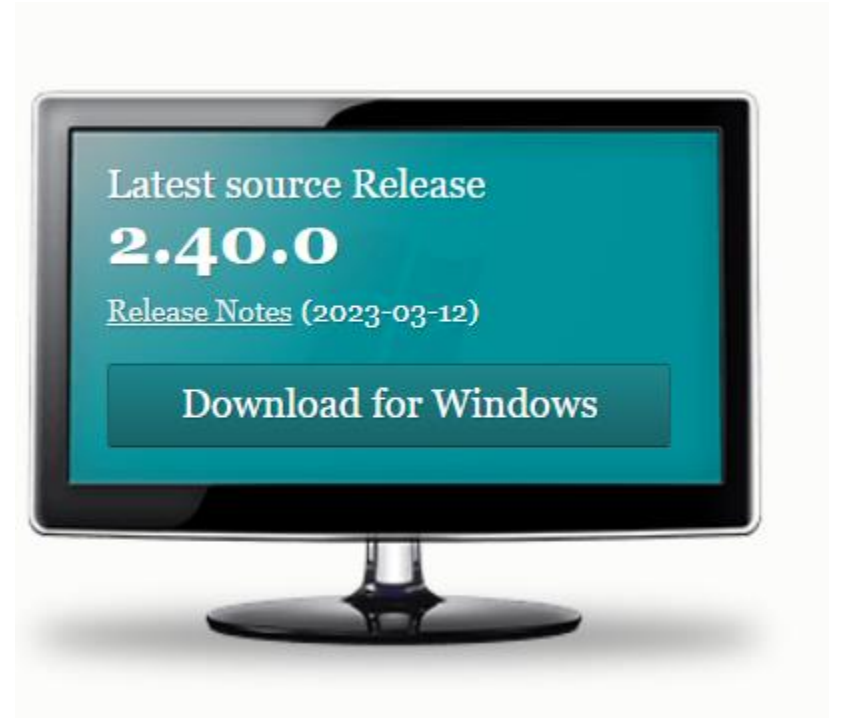 Latest source Release
2.40.0
Release Notes (2023-03-12)
Download for Windows